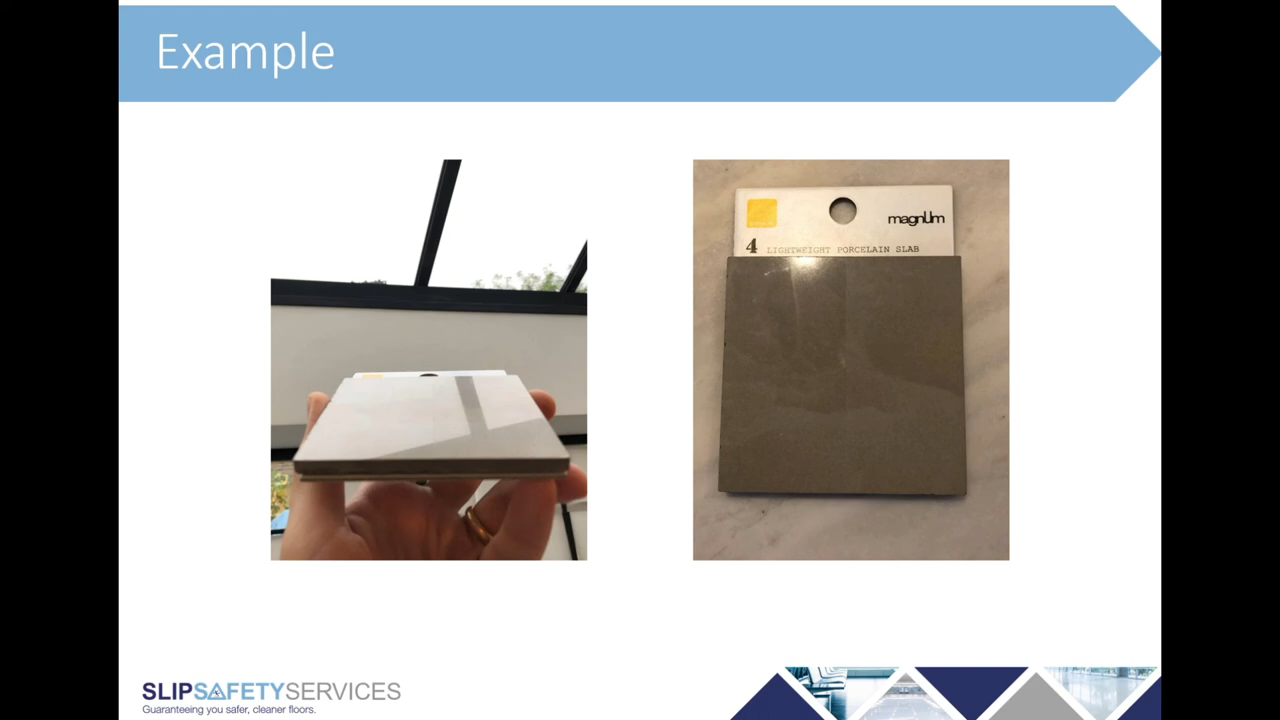 Example
magnUm
4 LIGHTWEIGHT PORCELAIN SLAB
SLIPSAFETYSERVICES
Guaranteeing you safer, cleaner floors.